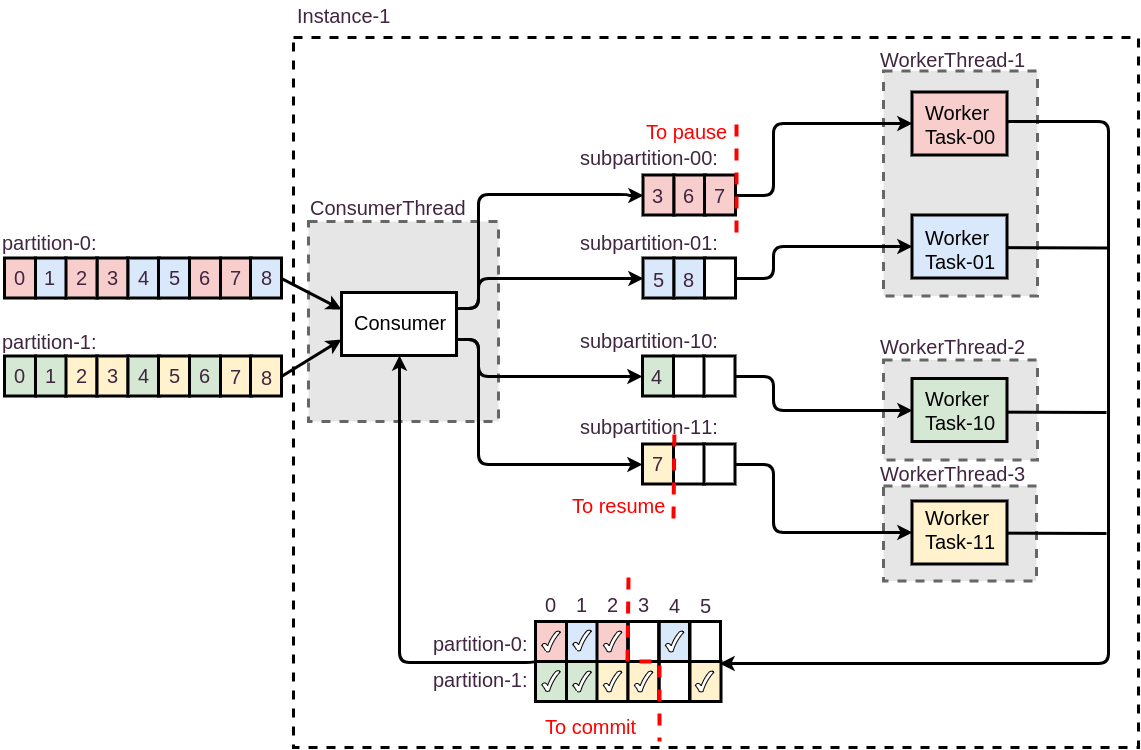 Instance-1
WorkerThread-1
Worker
Task-00
To pause
subpartition-00:
3 6 7
ConsumerThread
partition-0:
0 1 2 3 4 5 6 7 8
subpartition-01:
5 8
Worker
Task-01
Consumer
partition-1:
0 1 2 3 4 5 6 7 8
subpartition-10:
4
WorkerThread-2
Worker
Task-10
subpartition-11:
7
To resume
WorkerThread-3
Worker
Task-11
0 1 2 3 4 5
partition-0:
partition-1:
To commit